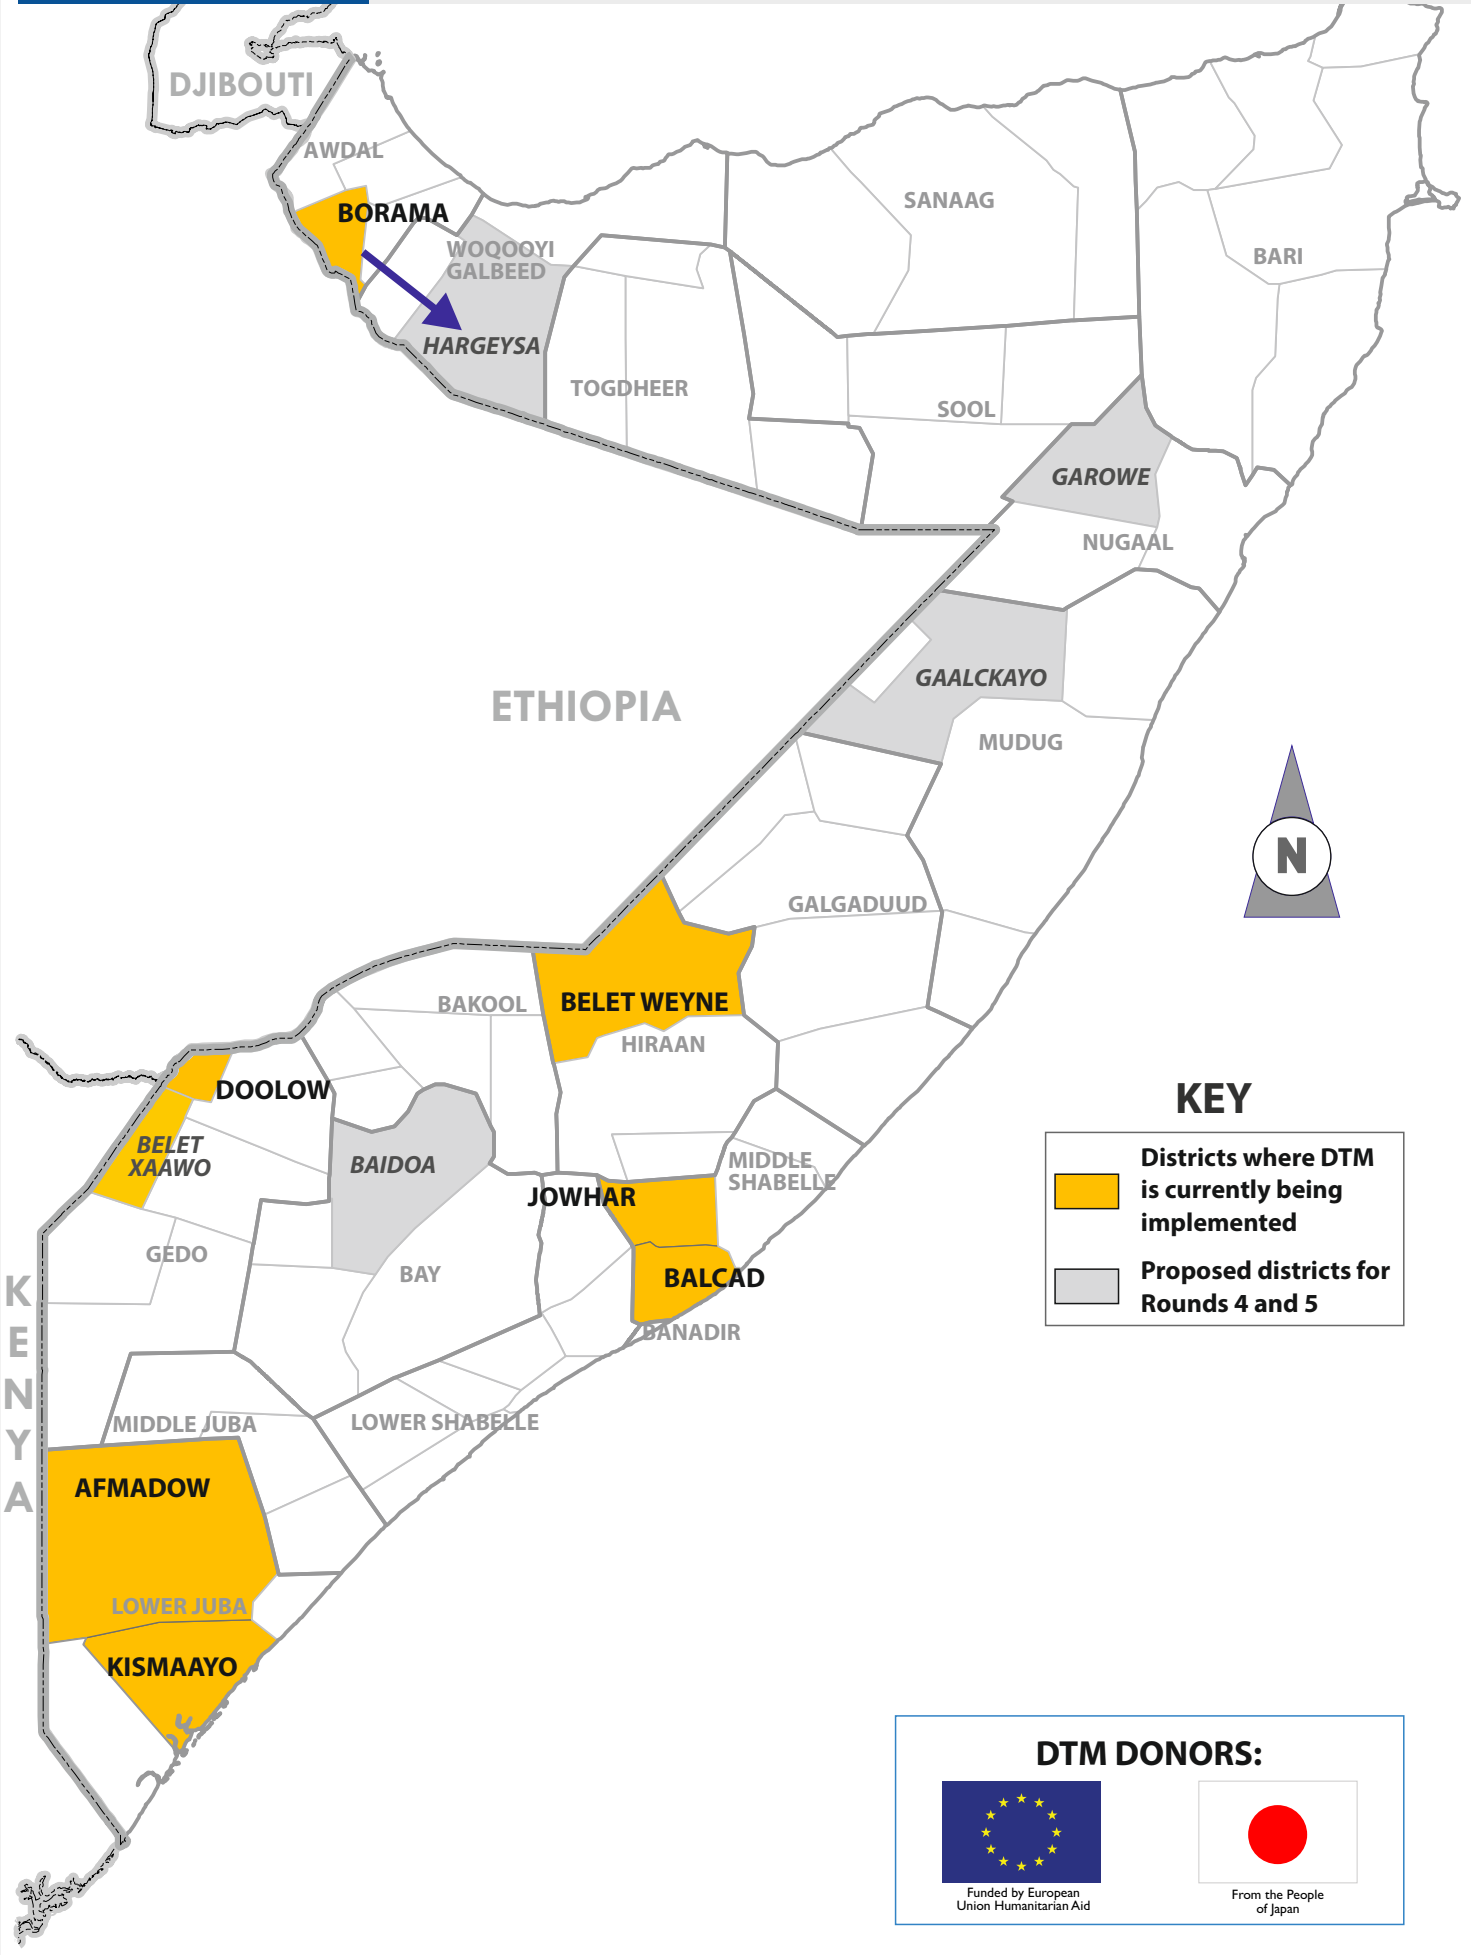 DJIBOUTI
AWDAL
BORAMA
WOQOOYI
GALBEED
HARGEYSA
TOGDHEER
SANAAG
BARI
SOOL
GAROWE
NUGAAL
ETHIOPIA
GAALCKAYO
MUDUG
N
GALGADUUD
BAKOOL
BELET WEYNE
HIRAAN
DOOLOW
BELET
XAAWO
BAIDOA
JOWHAR
MIDDLE
SHABELLE
GEDO
BAY
BALCAD
BANADIR
KENYA
MIDDLE JUBA
LOWER SHABELLE
AFMADOW
LOWER JUBA
KISMAAYO
KEY
Districts where DTM
is currently being
implemented
Proposed districts for
Rounds 4 and 5
DTM DONORS:
Funded by European
Union Humanitarian Aid
From the People
of Japan